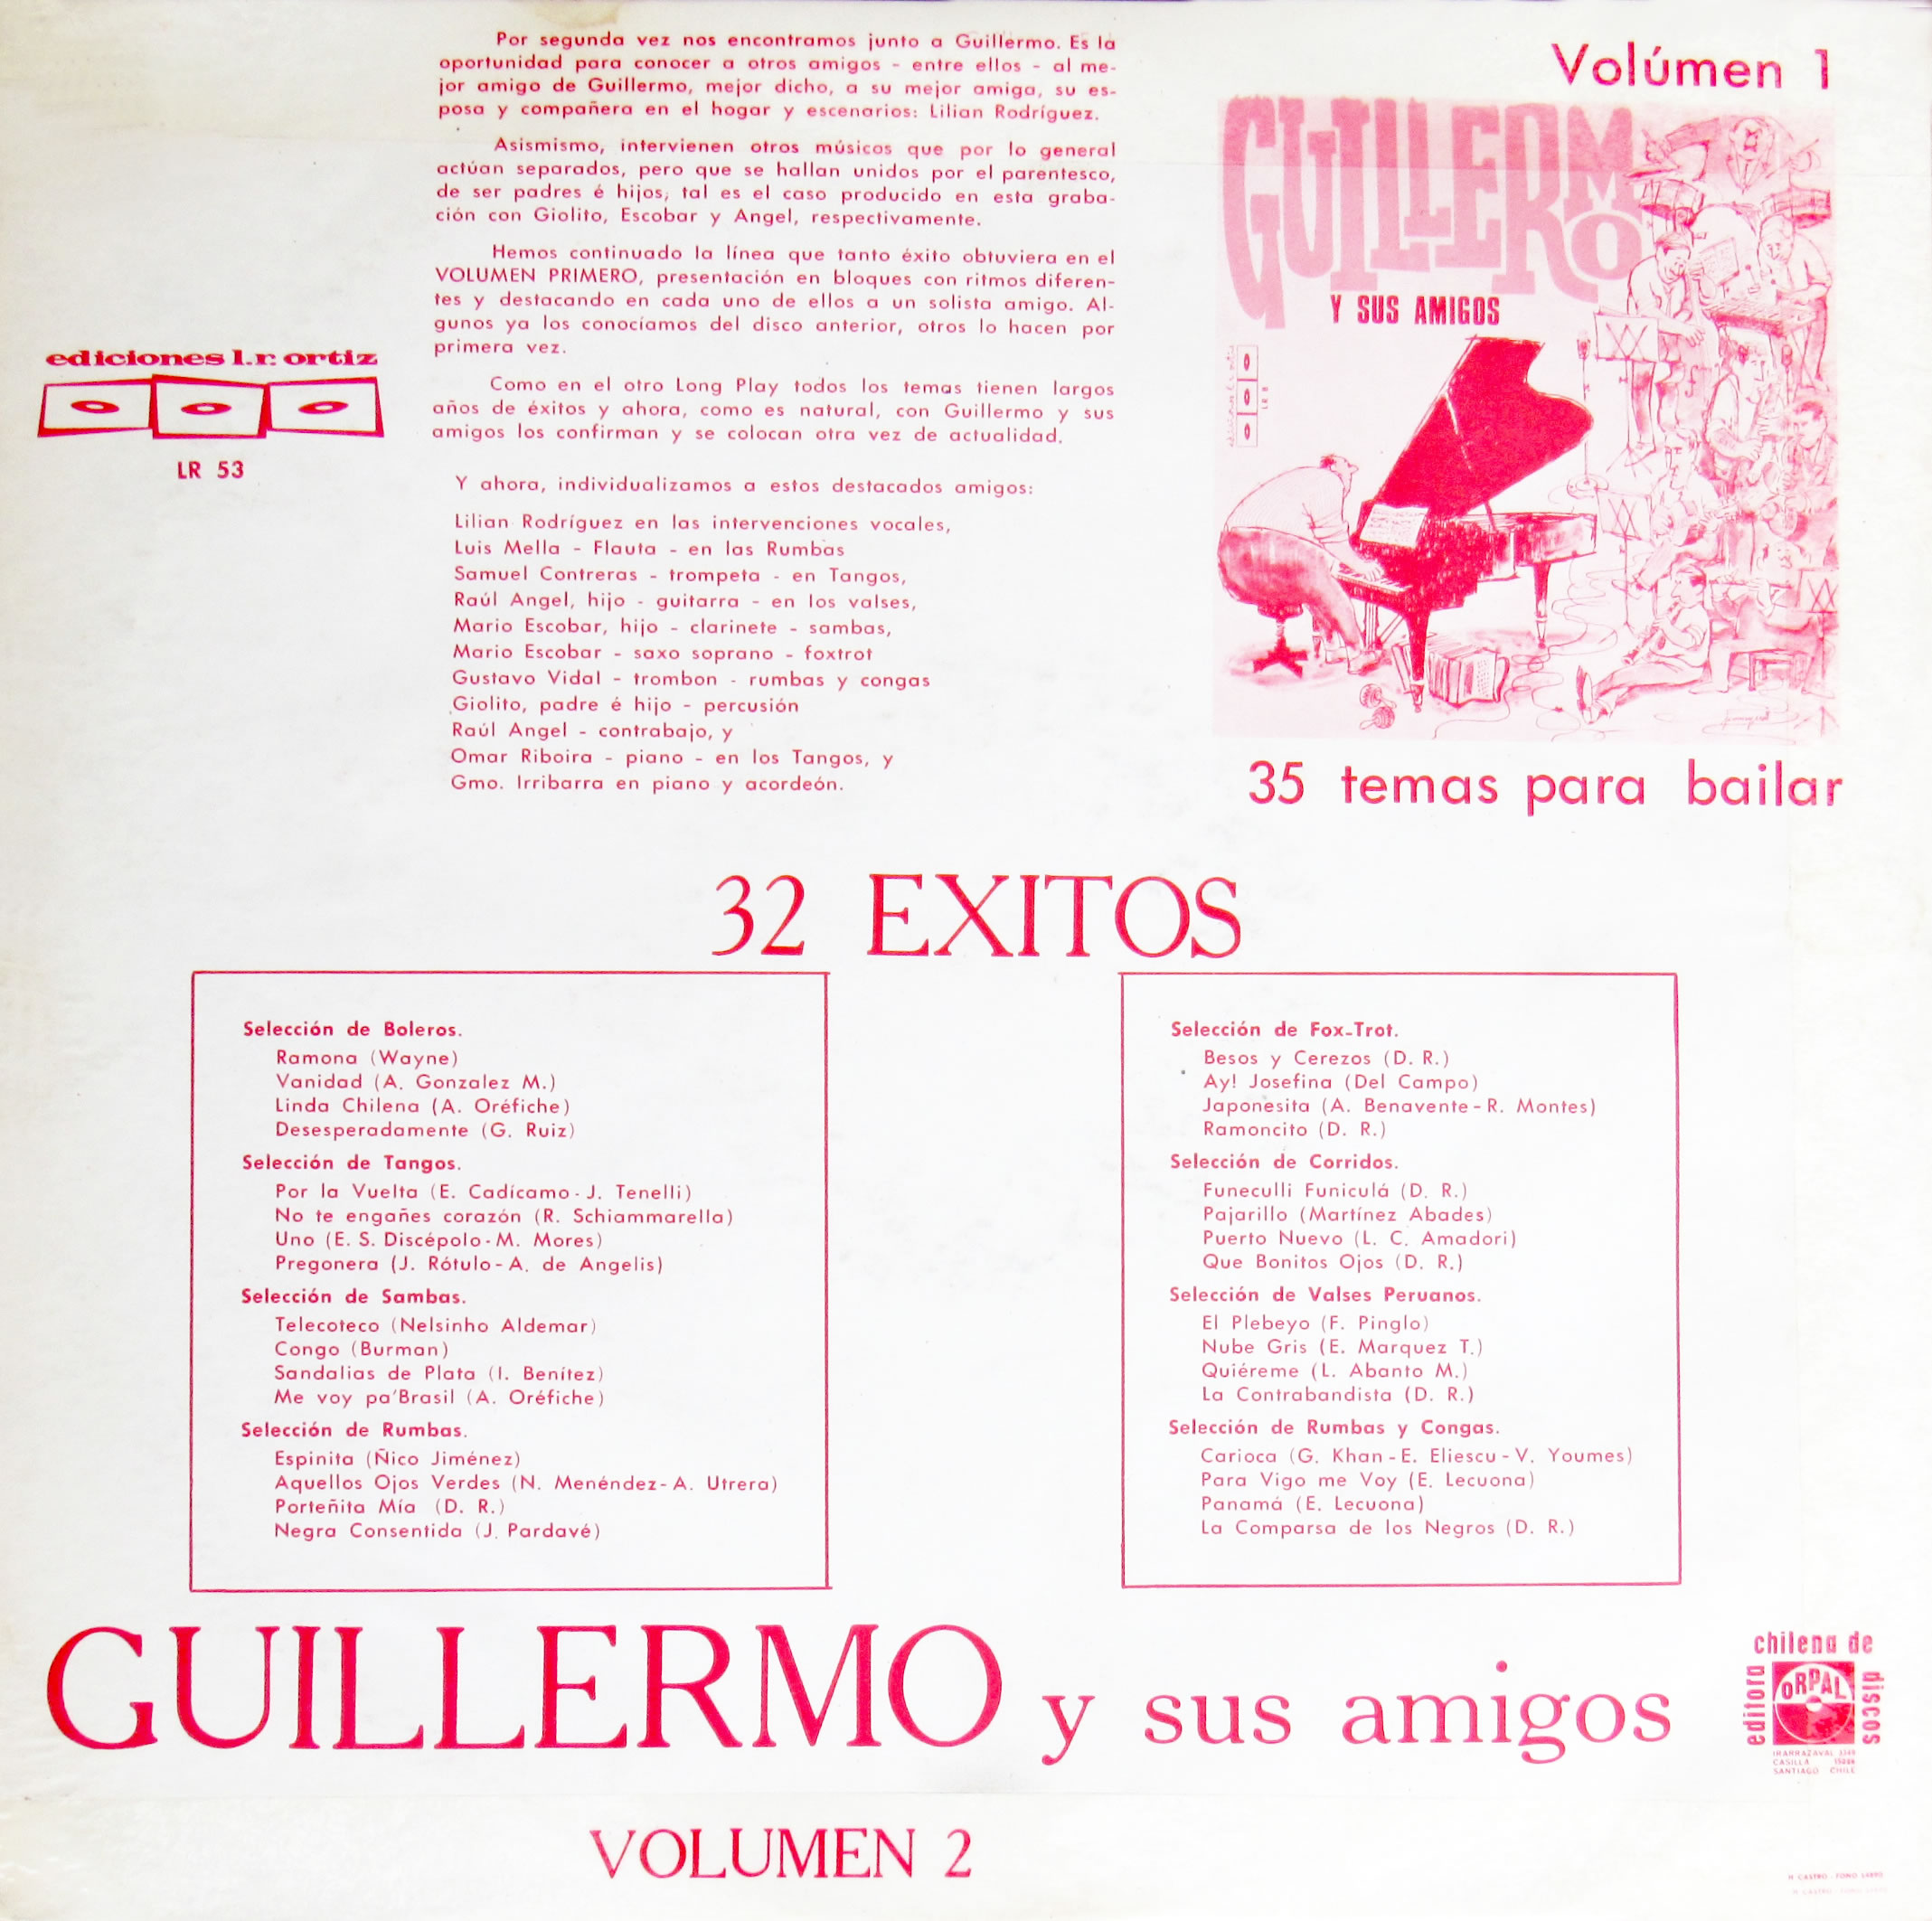 Por segunda vez nos encontramos junto a Guillermo. Es la
oportunidad para conocer a otros amigos - entre ellos - al me-
jor amigo de Guillermo, mejor dicho, a su mejor amiga, su es-
posa y compañera en el hogar y escenarios: Lilian Rodríguez.
Asismismo, intervienen otros músicos que por lo general
actúan separados, pero que se hallan unidos por el parentesco,
de ser padres é hijos, tal es el caso producido en esta graba-
ción con Giolito, Escobar y Angel, respectivamente.
Hemos continuado la línea que tanto éxito obtuviera en el
VOLUMEN PRIMERO, presentación en bloques con ritmos diferen-
tes y destacando en cada uno de ellos a un solista amigo. Al-
gunos ya los conocíamos del disco anterior, otros lo hacen por
primera vez.
Como en el otro Long Play todos los temas tienen largos
años de éxitos y ahora, como es natural, con Guillermo y sus
amigos los confirman y se colocan otra vez de actualidad.
Y ahora, individualizamos a estos destacados amigos:
Lilian Rodríguez en las intervenciones vocales,
Luis Mella - Flauta - en las Rumbas
Samuel Contreras - trompeta - en Tangos,
Raúl Angel, hijo - guitarra - en los valses,
Mario Escobar, hijo - clarinete - sambas,
Mario Escobar - saxo soprano - foxtrot
Gustavo Vidal - trombon - rumbas y congas
Giolito, padre é hijo - percusión
Raúl Angel - contrabajo, y
Omar Riboira - piano - en los Tangos, y
Gmo. Irribarra en piano y acordeón.
ediciones l.r. ortiz
LR 53
Volúmen 1
GUILLERMO
Y SUS AMIGOS
35 temas para bailar
32 EXITOS
Selección de Boleros.
Ramona (Wayne)
Vanidad (A. Gonzalez M.)
Linda Chilena (A. Oréfiche)
Desesperadamente (G. Ruiz)
Selección de Tangos.
Por la Vuelta (E. Cadícamo - J. Tenelli)
No te engañes corazón (R. Schiammarella)
Uno (E. S. Discépolo - M. Mores)
Pregonera (J. Rótulo - A. de Angelis)
Selección de Sambas.
Telecoteco (Nelsinho Aldemar)
Congo (Burman)
Sandalias de Plata (I. Benítez)
Me voy pa'Brasil (A. Oréfiche)
Selección de Rumbas.
Espinita (Ñico Jiménez)
Aquellos Ojos Verdes (N. Menéndez - A. Utrera)
Porteñita Mía (D. R.)
Negra Consentida (J. Pardavé)
Selección de Fox-Trot.
Besos y Cerezos (D. R.)
Ay! Josefina (Del Campo)
Japonesita (A. Benavente - R. Montes)
Ramoncito (D. R.)
Selección de Corridos.
Funeculli Funiculá (D. R.)
Pajarillo (Martínez Abades)
Puerto Nuevo (L. C. Amadori)
Que Bonitos Ojos (D. R.)
Selección de Valses Peruanos.
El Plebeyo (F. Pinglo)
Nube Gris (E. Marquez T.)
Quiéreme (L. Abanto M.)
La Contrabandista (D. R.)
Selección de Rumbas y Congas.
Carioca (G. Khan - E. Eliescu - V. Youmes)
Para Vigo me Voy (E. Lecuona)
Panamá (E. Lecuona)
La Comparsa de los Negros (D. R.)
GUILLERMO y sus amigos
editora
chilena de
discos
ORPAL
IRARRAZAVAL
CASILLA
SANTIAGO CHILE
VOLUMEN 2
H CASTRO - FONO